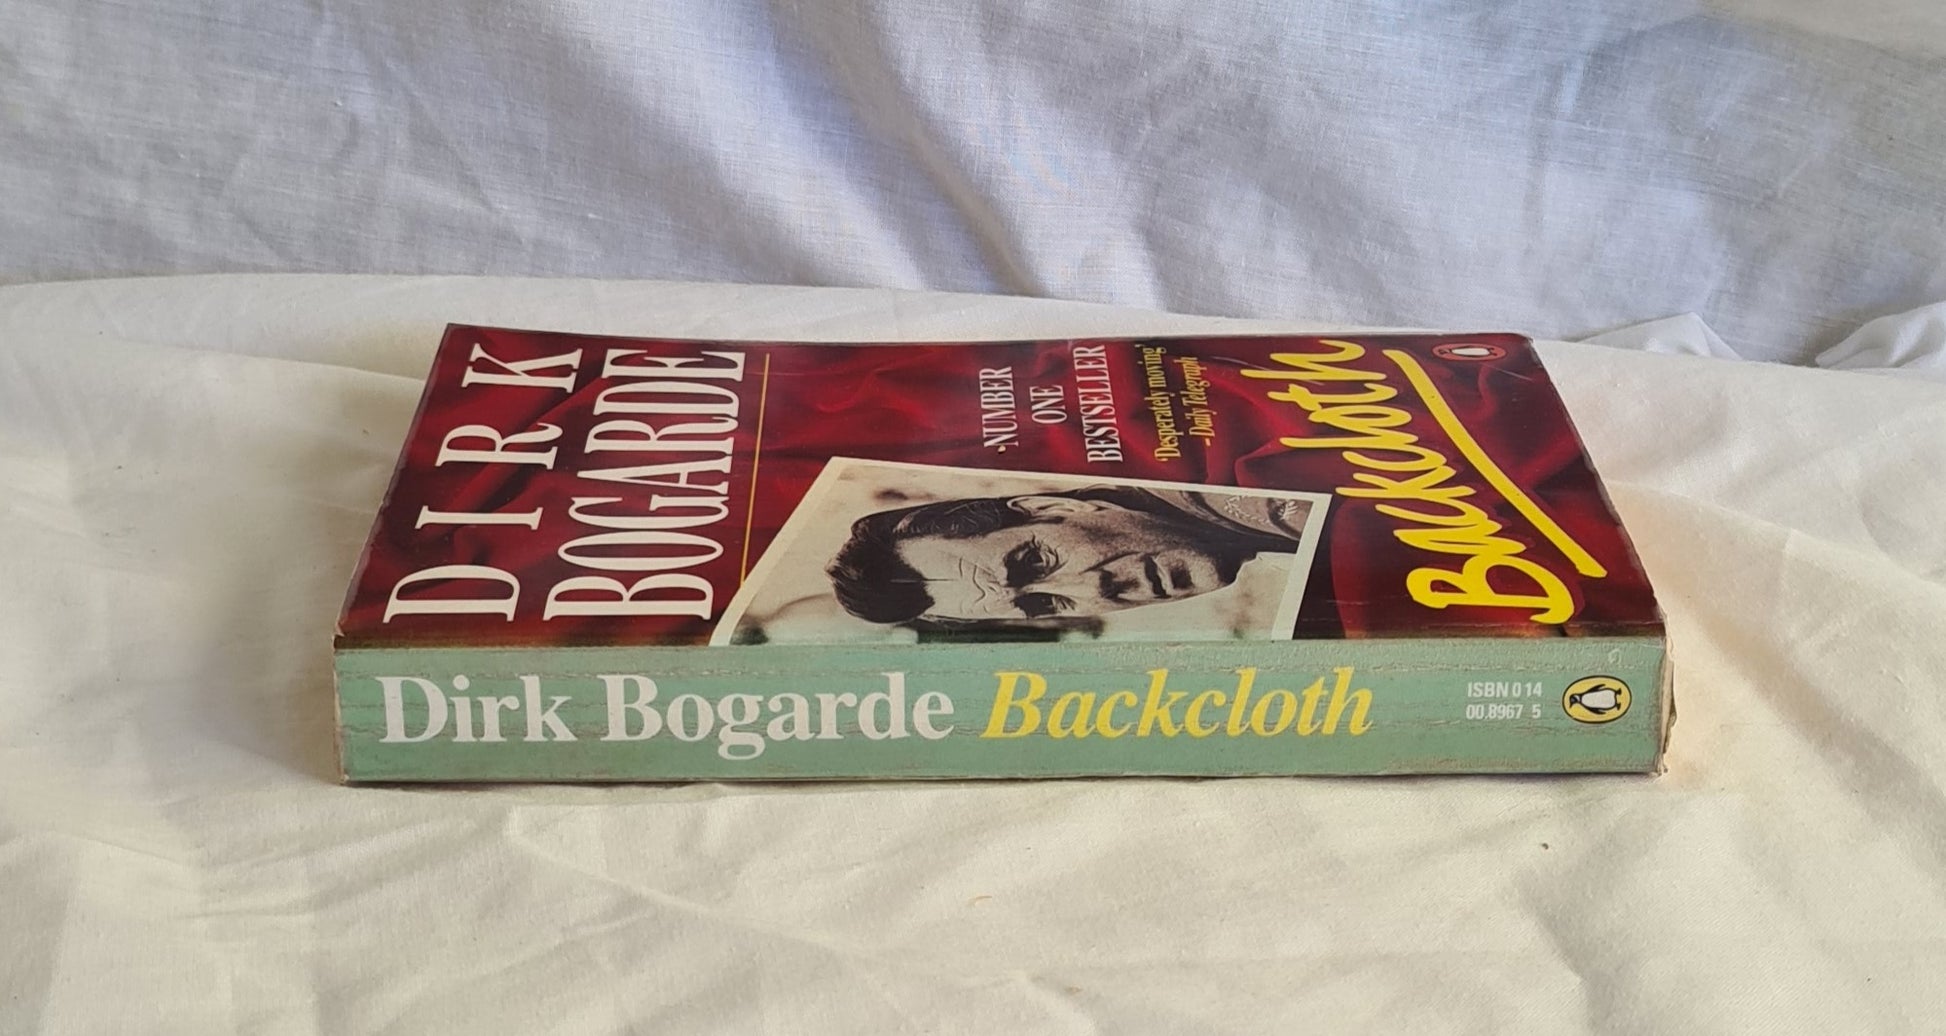 DIRK
BOGARDE
·NUMBER
ONE
BESTSELLER
'Desperately moving'
–Daily Telegraph
Backcloth
Dirk Bogarde Backcloth
ISBN 0 14
00.8967 5